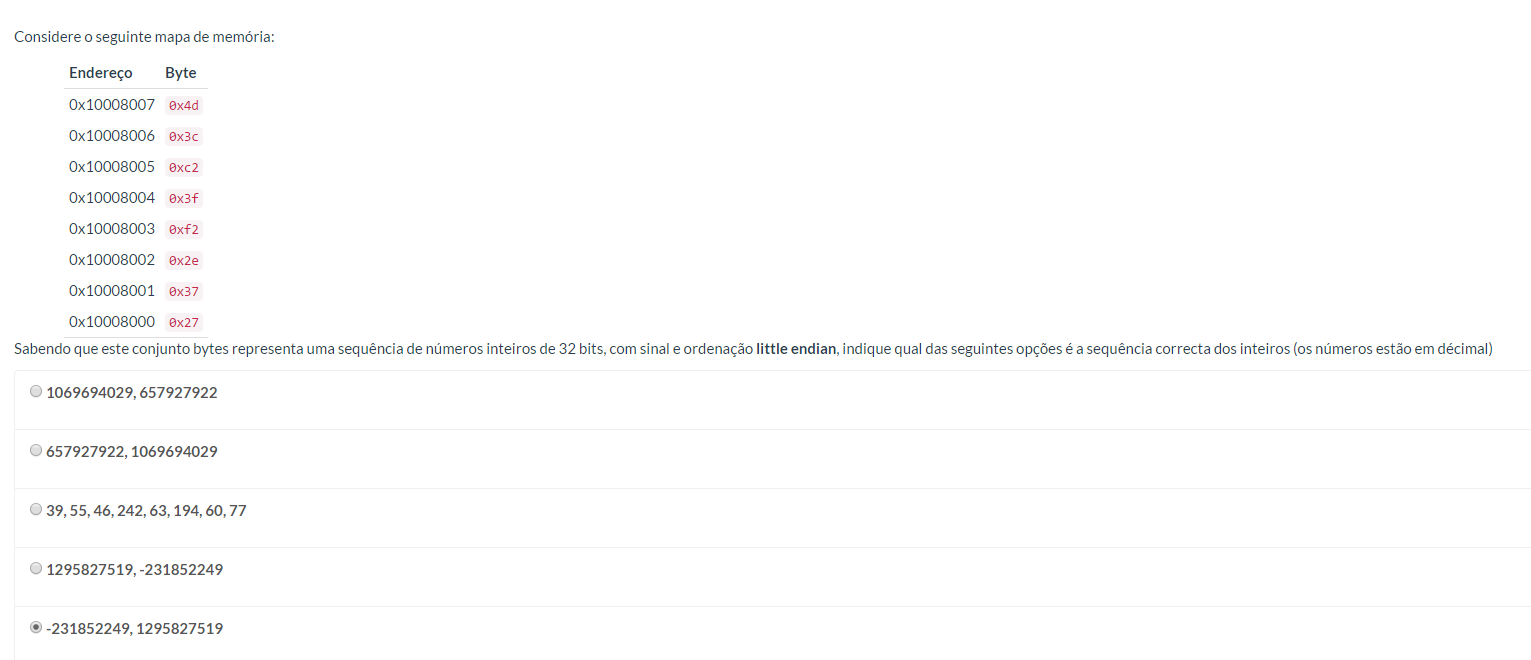 Considere o seguinte mapa de memória:
Endereço Byte
0x10008007 0x4d
0x10008006 0x3c
0x10008005 0xc2
0x10008004 0x3f
0x10008003 0xf2
0x10008002 0x2e
0x10008001 0x37
0x10008000 0x27
Sabendo que este conjunto bytes representa uma sequência de números inteiros de 32 bits, com sinal e ordenação little endian, indique qual das seguintes opções é a sequência correcta dos inteiros (os números estão em décimal)
1069694029, 657927922
657927922, 1069694029
39, 55, 46, 242, 63, 194, 60, 77
1295827519, -231852249
-231852249, 1295827519